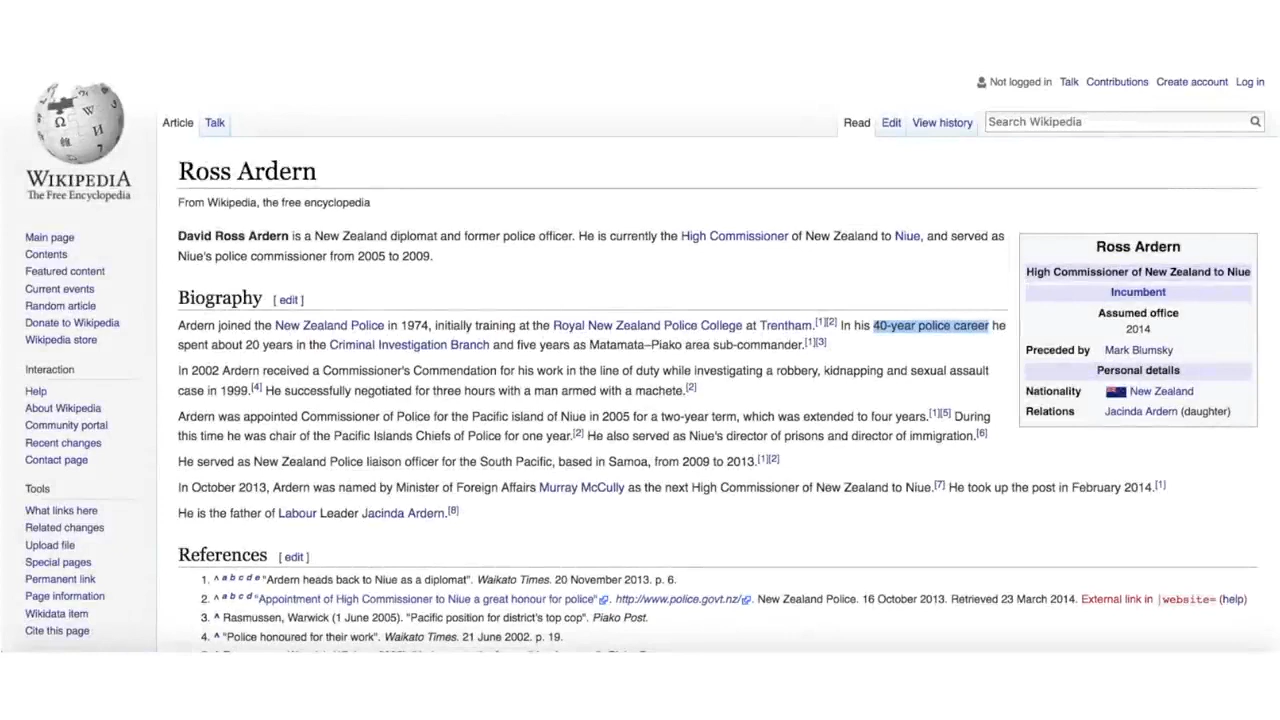 Not logged in Talk Contributions Create account Log in
Article Talk Read Edit View history Search Wikipedia
WIKIPEDIA
The Free Encyclopedia
Main page
Contents
Featured content
Current events
Random article
Donate to Wikipedia
Wikipedia store
Interaction
Help
About Wikipedia
Community portal
Recent changes
Contact page
Tools
What links here
Related changes
Upload file
Special pages
Permanent link
Page information
Wikidata item
Cite this page
Ross Ardern
From Wikipedia, the free encyclopedia
David Ross Ardern is a New Zealand diplomat and former police officer. He is currently the High Commissioner of New Zealand to Niue, and served as
Niue's police commissioner from 2005 to 2009.
Biography [ edit ]
Ardern joined the New Zealand Police in 1974, initially training at the Royal New Zealand Police College at Trentham.[1][2] In his 40-year police career he
spent about 20 years in the Criminal Investigation Branch and five years as Matamata–Piako area sub-commander.[1][3]
In 2002 Ardern received a Commissioner's Commendation for his work in the line of duty while investigating a robbery, kidnapping and sexual assault
case in 1999.[4] He successfully negotiated for three hours with a man armed with a machete.[2]
Ardern was appointed Commissioner of Police for the Pacific island of Niue in 2005 for a two-year term, which was extended to four years.[1][5] During
this time he was chair of the Pacific Islands Chiefs of Police for one year.[2] He also served as Niue's director of prisons and director of immigration.[6]
He served as New Zealand Police liaison officer for the South Pacific, based in Samoa, from 2009 to 2013.[1][2]
In October 2013, Ardern was named by Minister of Foreign Affairs Murray McCully as the next High Commissioner of New Zealand to Niue.[7] He took up the post in February 2014.[1]
He is the father of Labour Leader Jacinda Ardern.[8]
Ross Ardern
High Commissioner of New Zealand to Niue
Incumbent
Assumed office
2014
Preceded by Mark Blumsky
Personal details
Nationality New Zealand
Relations Jacinda Ardern (daughter)
References [ edit ]
1. ^ a b c d e "Ardern heads back to Niue as a diplomat". Waikato Times. 20 November 2013. p. 6.
2. ^ a b c d "Appointment of High Commissioner to Niue a great honour for police". http://www.police.govt.nz/. New Zealand Police. 16 October 2013. Retrieved 23 March 2014. External link in |website= (help)
3. ^ Rasmussen, Warwick (1 June 2005). "Pacific position for district's top cop". Piako Post.
4. ^ "Police honoured for their work". Waikato Times. 21 June 2002. p. 19.